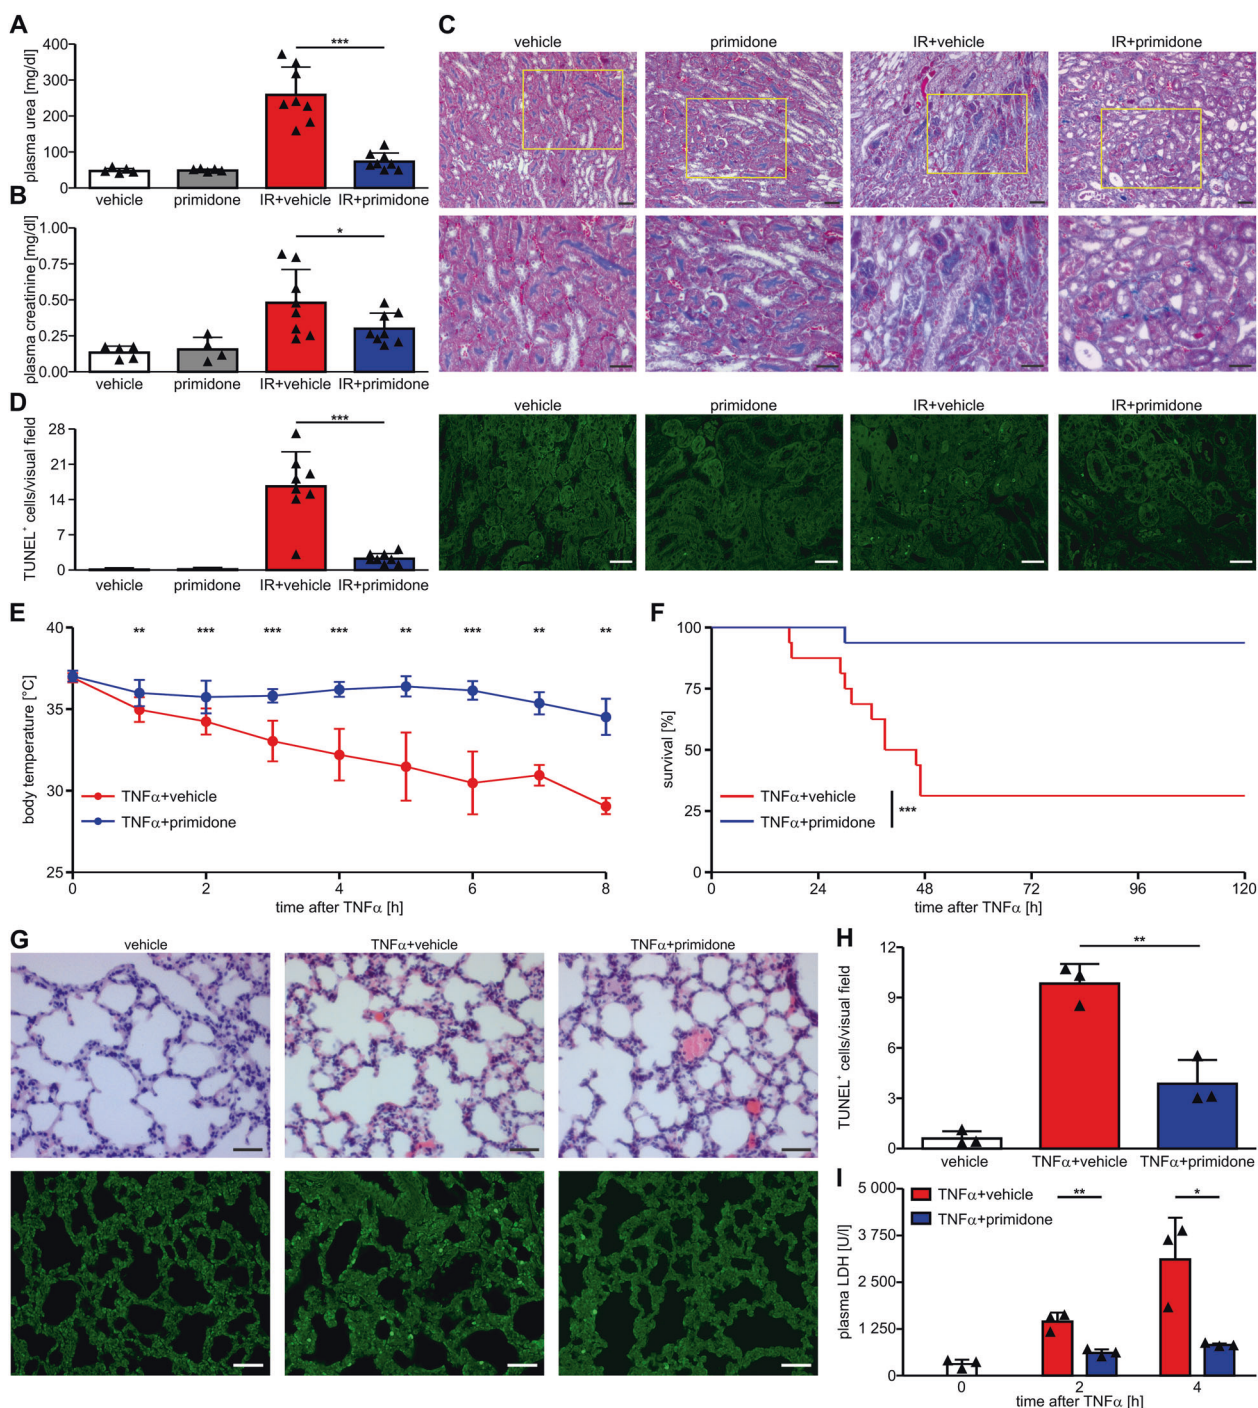 A
plasma urea [mg/dl]
400
300
200
100
0
***
vehicle
primidone
IR+vehicle
IR+primidone
B
plasma creatinine [mg/dl]
1.00
0.75
0.50
0.25
0.00
*
vehicle
primidone
IR+vehicle
IR+primidone
C
vehicle
primidone
IR+vehicle
IR+primidone
D
TUNEL+ cells/visual field
28
21
14
7
0
***
vehicle
primidone
IR+vehicle
IR+primidone
vehicle
primidone
IR+vehicle
IR+primidone
E
body temperature [°C]
40
35
30
25
** *** *** *** ** *** ** **
TNFα+vehicle
TNFα+primidone
0 2 4 6 8
time after TNFα [h]
F
survival [%]
100
75
50
25
0
TNFα+vehicle
TNFα+primidone
***
0 24 48 72 96 120
time after TNFα [h]
G
vehicle
TNFα+vehicle
TNFα+primidone
H
TUNEL+ cells/visual field
12
9
6
3
0
**
vehicle
TNFα+vehicle
TNFα+primidone
I
plasma LDH [U/l]
5 000
3 750
2 500
1 250
0
TNFα+vehicle
TNFα+primidone
**
*
0 2 4
time after TNFα [h]